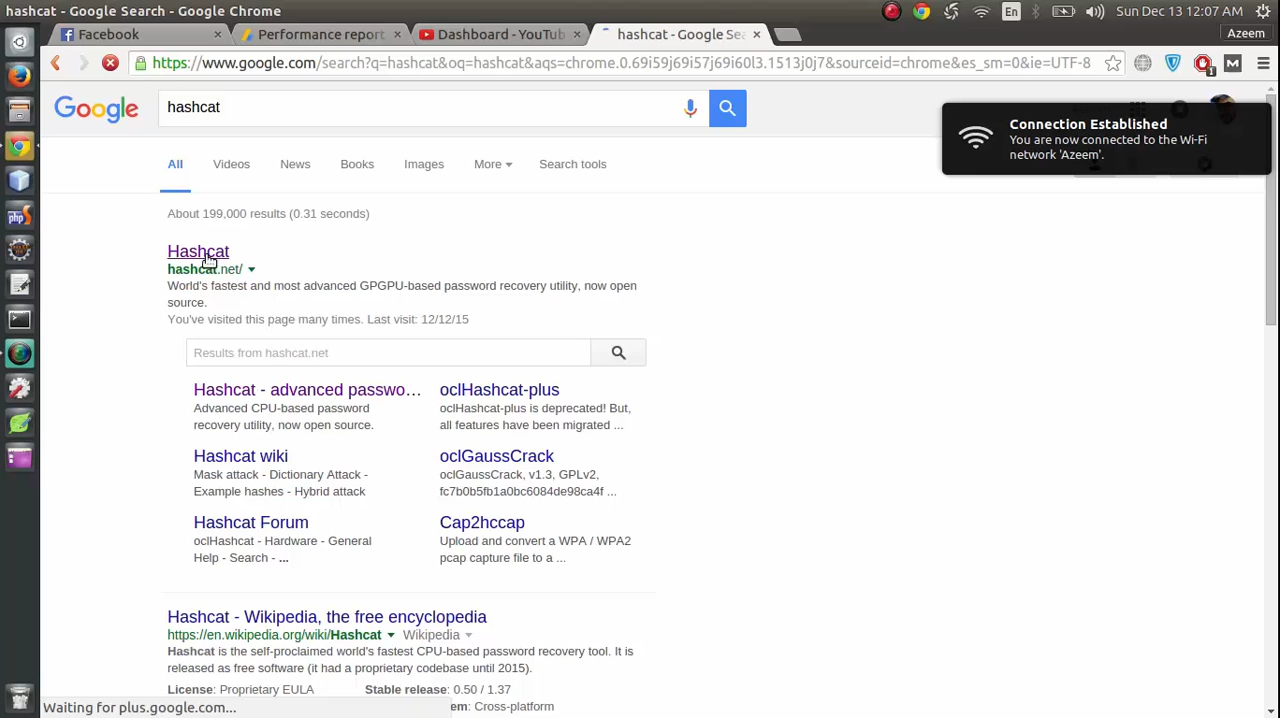 hashcat - Google Search - Google Chrome
En
Sun Dec 13 12:07 AM
Azeem
Facebook
Performance report
Dashboard - YouTub
hashcat - Google Sea
https://www.google.com/search?q=hashcat&oq=hashcat&aqs=chrome.0.69i59j69i57j69i60l3.1513j0j7&sourceid=chrome&es_sm=0&ie=UTF-8
1
M
Google
hashcat
Connection Established
You are now connected to the Wi-Fi
network 'Azeem'.
All
Videos
News
Books
Images
More
Search tools
About 199,000 results (0.31 seconds)
Hashcat
hashcat.net/
World's fastest and most advanced GPGPU-based password recovery utility, now open
source.
You've visited this page many times. Last visit: 12/12/15
Results from hashcat.net
Hashcat - advanced passwo...
Advanced CPU-based password
recovery utility, now open source.
oclHashcat-plus
oclHashcat-plus is deprecated! But,
all features have been migrated ...
Hashcat wiki
Mask attack - Dictionary Attack -
Example hashes - Hybrid attack
oclGaussCrack
oclGaussCrack, v1.3, GPLv2,
fc7b0b5fb1a0bc6084de98ca4f ...
Hashcat Forum
oclHashcat - Hardware - General
Help - Search - ...
Cap2hccap
Upload and convert a WPA / WPA2
pcap capture file to a ...
Hashcat - Wikipedia, the free encyclopedia
https://en.wikipedia.org/wiki/Hashcat
Wikipedia
Hashcat is the self-proclaimed world's fastest CPU-based password recovery tool. It is
released as free software (it had a proprietary codebase until 2015).
License: Proprietary EULA
Stable release: 0.50 / 1.37
em: Cross-platform
Waiting for plus.google.com...
php